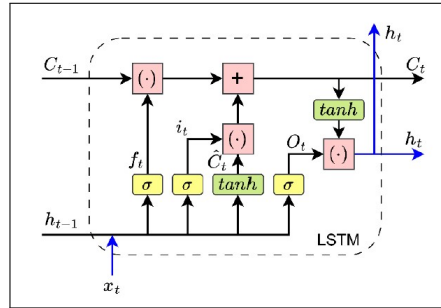 h_t
C_{t-1} (·) + C_t
tanh
i_t (·) O_t (·) h_t
f_t Ĉ_t
σ σ tanh σ
h_{t-1}
LSTM
x_t